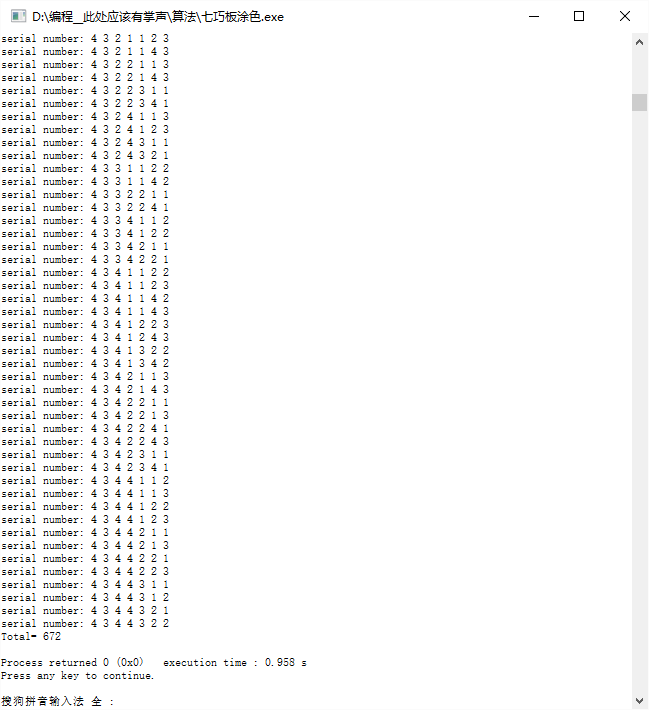 D:\编程__此处应该有掌声\算法\七巧板涂色.exe
serial number: 4 3 2 1 1 2 3
serial number: 4 3 2 1 1 4 3
serial number: 4 3 2 2 1 1 3
serial number: 4 3 2 2 1 4 3
serial number: 4 3 2 2 3 1 1
serial number: 4 3 2 2 3 4 1
serial number: 4 3 2 4 1 1 3
serial number: 4 3 2 4 1 2 3
serial number: 4 3 2 4 3 1 1
serial number: 4 3 2 4 3 2 1
serial number: 4 3 3 1 1 2 2
serial number: 4 3 3 1 1 4 2
serial number: 4 3 3 2 2 1 1
serial number: 4 3 3 2 2 4 1
serial number: 4 3 3 4 1 1 2
serial number: 4 3 3 4 1 2 2
serial number: 4 3 3 4 2 1 1
serial number: 4 3 3 4 2 2 1
serial number: 4 3 4 1 1 2 2
serial number: 4 3 4 1 1 2 3
serial number: 4 3 4 1 1 4 2
serial number: 4 3 4 1 1 4 3
serial number: 4 3 4 1 2 2 3
serial number: 4 3 4 1 2 4 3
serial number: 4 3 4 1 3 2 2
serial number: 4 3 4 1 3 4 2
serial number: 4 3 4 2 1 1 3
serial number: 4 3 4 2 1 4 3
serial number: 4 3 4 2 2 1 1
serial number: 4 3 4 2 2 1 3
serial number: 4 3 4 2 2 4 1
serial number: 4 3 4 2 2 4 3
serial number: 4 3 4 2 3 1 1
serial number: 4 3 4 2 3 4 1
serial number: 4 3 4 4 1 1 2
serial number: 4 3 4 4 1 1 3
serial number: 4 3 4 4 1 2 2
serial number: 4 3 4 4 1 2 3
serial number: 4 3 4 4 2 1 1
serial number: 4 3 4 4 2 1 3
serial number: 4 3 4 4 2 2 1
serial number: 4 3 4 4 2 2 3
serial number: 4 3 4 4 3 1 1
serial number: 4 3 4 4 3 1 2
serial number: 4 3 4 4 3 2 1
serial number: 4 3 4 4 3 2 2
Total= 672
Process returned 0 (0x0)   execution time : 0.958 s
Press any key to continue.
搜狗拼音输入法 全 :